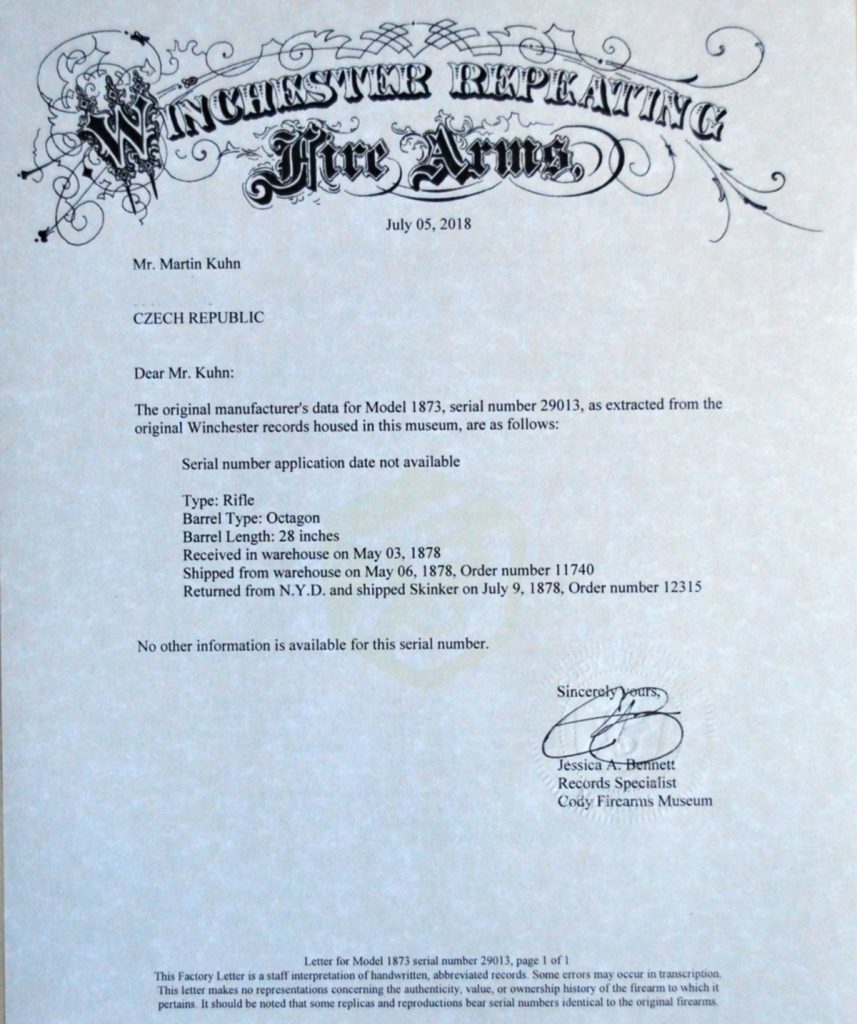 WINCHESTER REPEATING
Fire Arms,
July 05, 2018
Mr. Martin Kuhn
CZECH REPUBLIC
Dear Mr. Kuhn:
The original manufacturer's data for Model 1873, serial number 29013, as extracted from the
original Winchester records housed in this museum, are as follows:
Serial number application date not available
Type: Rifle
Barrel Type: Octagon
Barrel Length: 28 inches
Received in warehouse on May 03, 1878
Shipped from warehouse on May 06, 1878, Order number 11740
Returned from N.Y.D. and shipped Skinker on July 9, 1878, Order number 12315
No other information is available for this serial number.
Sincerely yours,
Jessica A. Bennett
Records Specialist
Cody Firearms Museum
Letter for Model 1873 serial number 29013, page 1 of 1
This Factory Letter is a staff interpretation of handwritten, abbreviated records. Some errors may occur in transcription.
This letter makes no representations concerning the authenticity, value, or ownership history of the firearm to which it
pertains. It should be noted that some replicas and reproductions bear serial numbers identical to the original firearms.